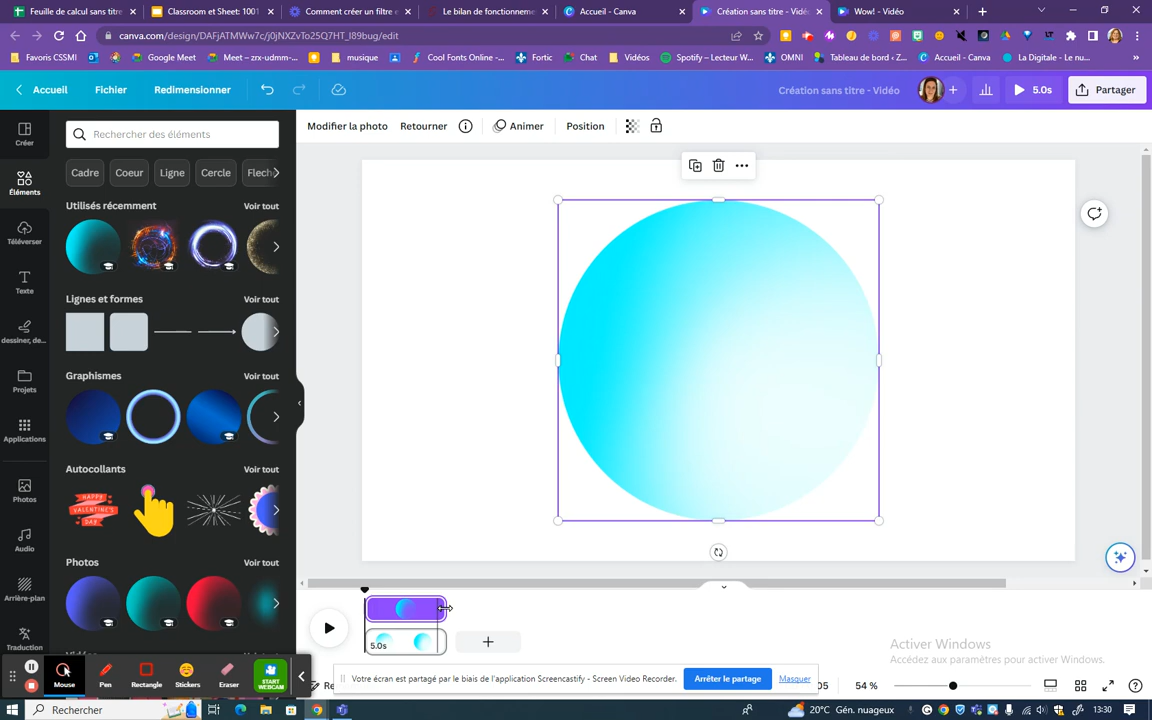 Feuille de calcul sans titre
Classroom et Sheet: 1001
Comment créer un filtre e
Le bilan de fonctionnemen
Accueil - Canva
Création sans titre - Vidéo
Wow! - Vidéo
canva.com/design/DAFjATMWw7c/j0jNXZvTo25Q7HT_I89bug/edit
Favoris CSSMI
Google Meet
Meet – zrx-udmm-...
musique
Cool Fonts Online -...
Fortic
Chat
Vidéos
Spotify – Lecteur W...
OMNI
Tableau de bord ‹ Z...
Accueil – Canva
La Digitale - Le nu...
Accueil
Fichier
Redimensionner
Création sans titre - Vidéo
5.0s
Partager
Créer
Éléments
Téléverser
Texte
dessiner, de...
Projets
Applications
Photos
Audio
Arrière-plan
Traduction
Rechercher des éléments
Cadre
Coeur
Ligne
Cercle
Flech
Utilisés récemment
Voir tout
Lignes et formes
Voir tout
Graphismes
Voir tout
Autocollants
Voir tout
HAPPY VALENTINE'S DAY
Photos
Voir tout
Modifier la photo
Retourner
Animer
Position
5.0s
Activer Windows
Accédez aux paramètres pour activer Windows.
Mouse
Pen
Rectangle
Stickers
Eraser
START WEBCAM
Votre écran est partagé par le biais de l'application Screencastify - Screen Video Recorder.
Arrêter le partage
Masquer
54 %
Rechercher
20°C Gén. nuageux
13:30